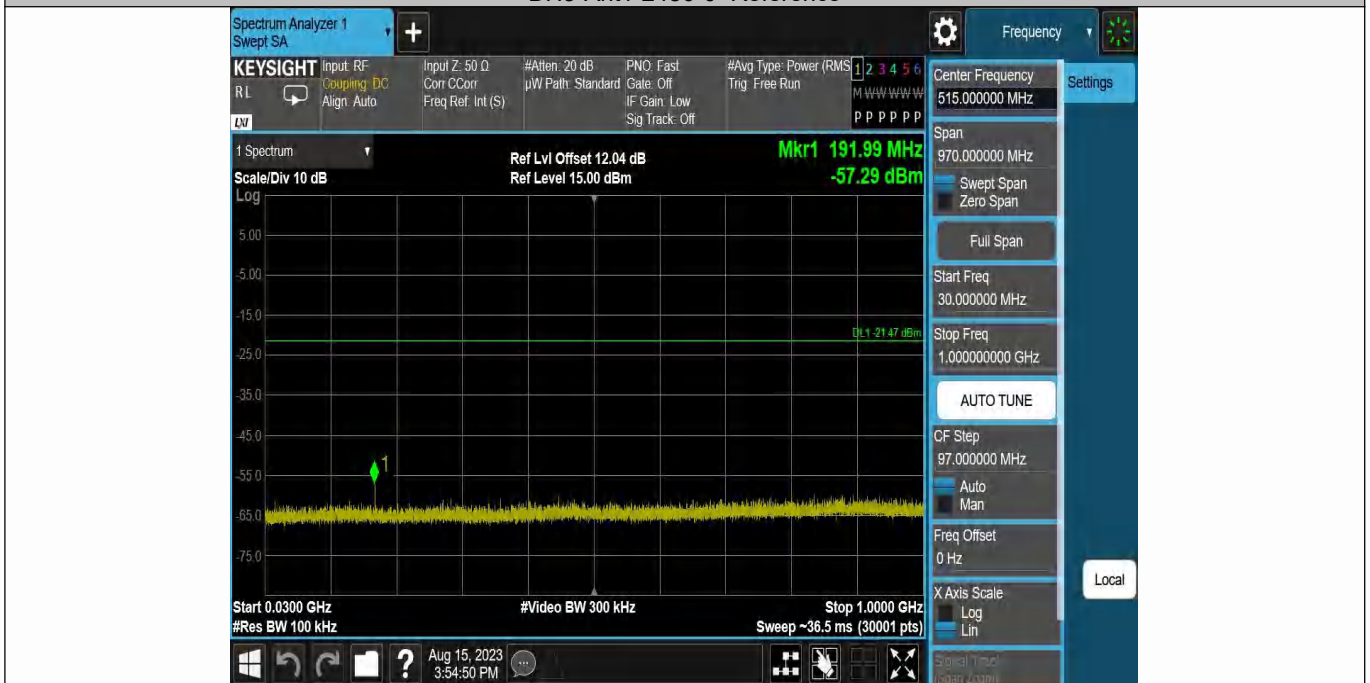 Spectrum Analyzer 1
Swept SA
+
Frequency
KEYSIGHT
RL
LXI
Input: RF
Coupling: DC
Align: Auto
Input Z: 50 Ω
Corr CCorr
Freq Ref: Int (S)
#Atten: 20 dB
µW Path: Standard
PNO: Fast
Gate: Off
IF Gain: Low
Sig Track: Off
#Avg Type: Power (RMS
Trig: Free Run
1 2 3 4 5 6
M W W W W W
P P P P P P
Center Frequency
515.000000 MHz
Settings
1 Spectrum
Scale/Div 10 dB
Log
Ref Lvl Offset 12.04 dB
Ref Level 15.00 dBm
Mkr1 191.99 MHz
-57.29 dBm
5.00
-5.00
-15.0
-25.0
-35.0
-45.0
-55.0
-65.0
-75.0
DL1 -21.47 dBm
1
Span
970.000000 MHz
Swept Span
Zero Span
Full Span
Start Freq
30.000000 MHz
Stop Freq
1.000000000 GHz
AUTO TUNE
CF Step
97.000000 MHz
Auto
Man
Freq Offset
0 Hz
X Axis Scale
Log
Lin
Signal Track
(Span Zoom)
Local
Start 0.0300 GHz
#Res BW 100 kHz
#Video BW 300 kHz
Stop 1.0000 GHz
Sweep ~36.5 ms (30001 pts)
?
Aug 15, 2023
3:54:50 PM